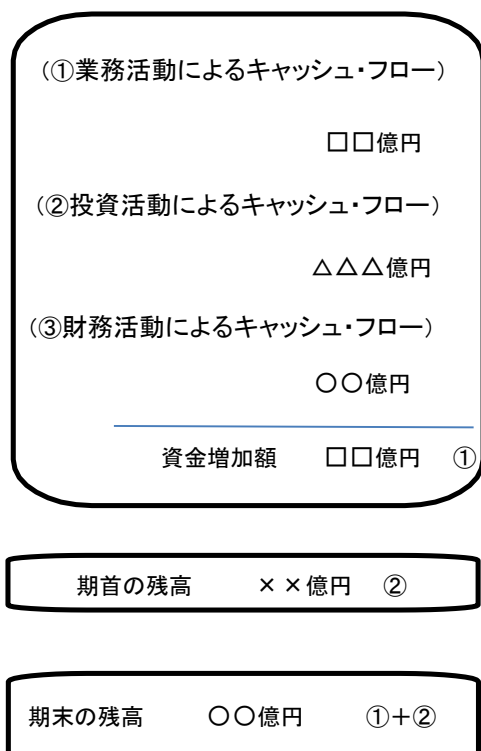 (①業務活動によるキャッシュ・フロー)
□□億円
(②投資活動によるキャッシュ・フロー)
△△△億円
(③財務活動によるキャッシュ・フロー)
〇〇億円
資金増加額 □□億円 ①
期首の残高 ××億円 ②
期末の残高 〇〇億円 ①+②